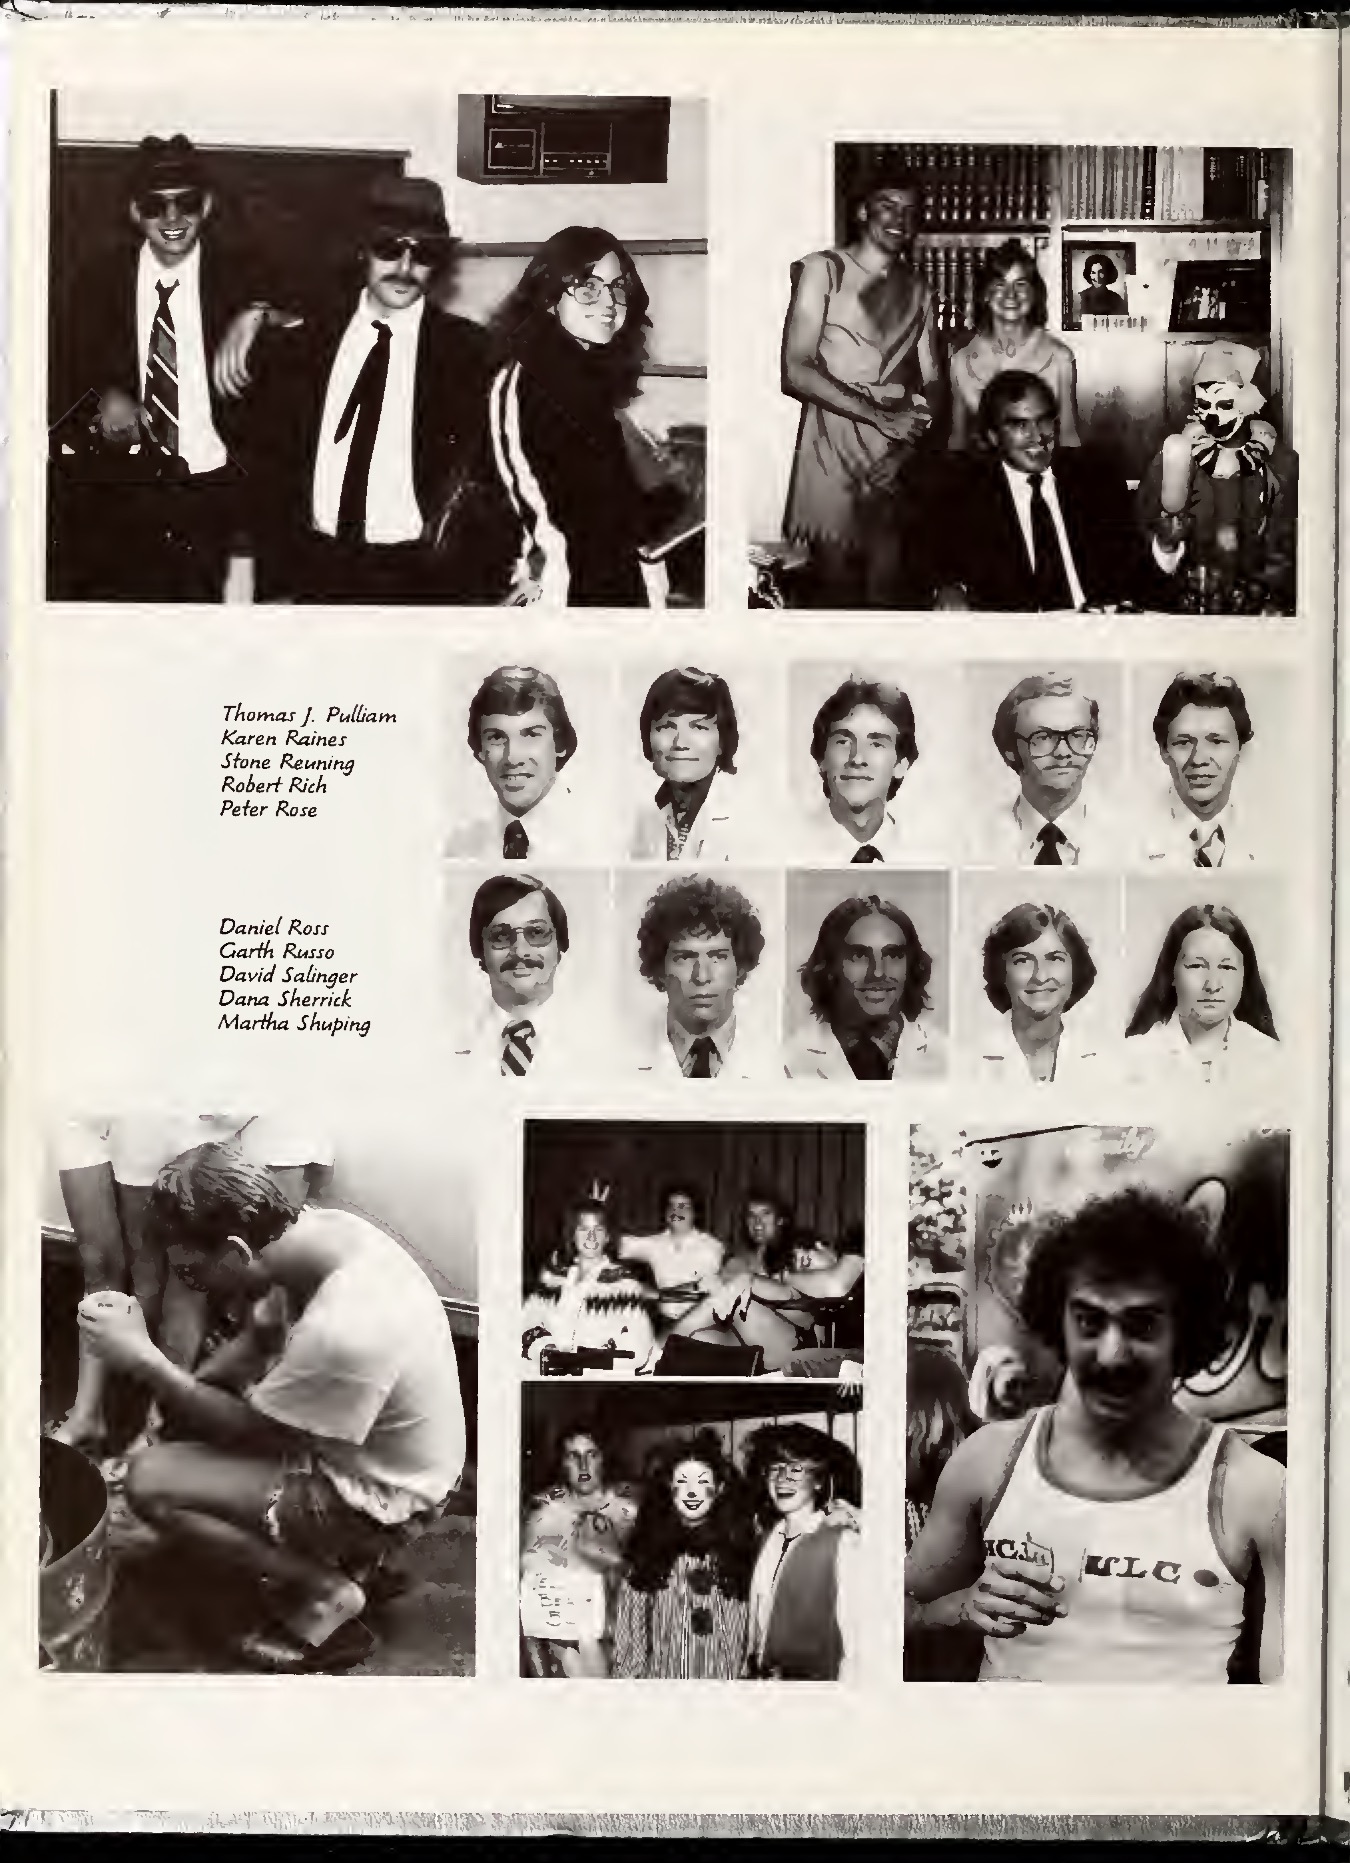 Thomas J. Pulliam
Karen Raines
Stone Reuning
Robert Rich
Peter Rose
Daniel Ross
Garth Russo
David Salinger
Dana Sherrick
Martha Shuping